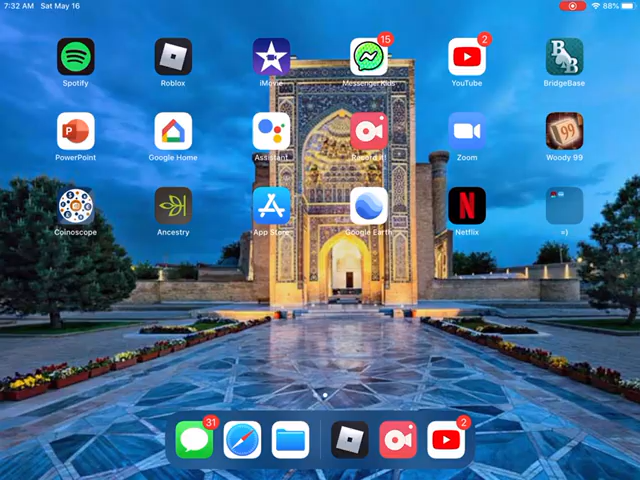 7:32 AM Sat May 16
88%
15
2
Spotify
Roblox
iMovie
Messenger Kids
YouTube
BridgeBase
PowerPoint
Google Home
Assistant
Record it!
Zoom
Woody 99
Coinoscope
Ancestry
App Store
Google Earth
Netflix
=)
31
2